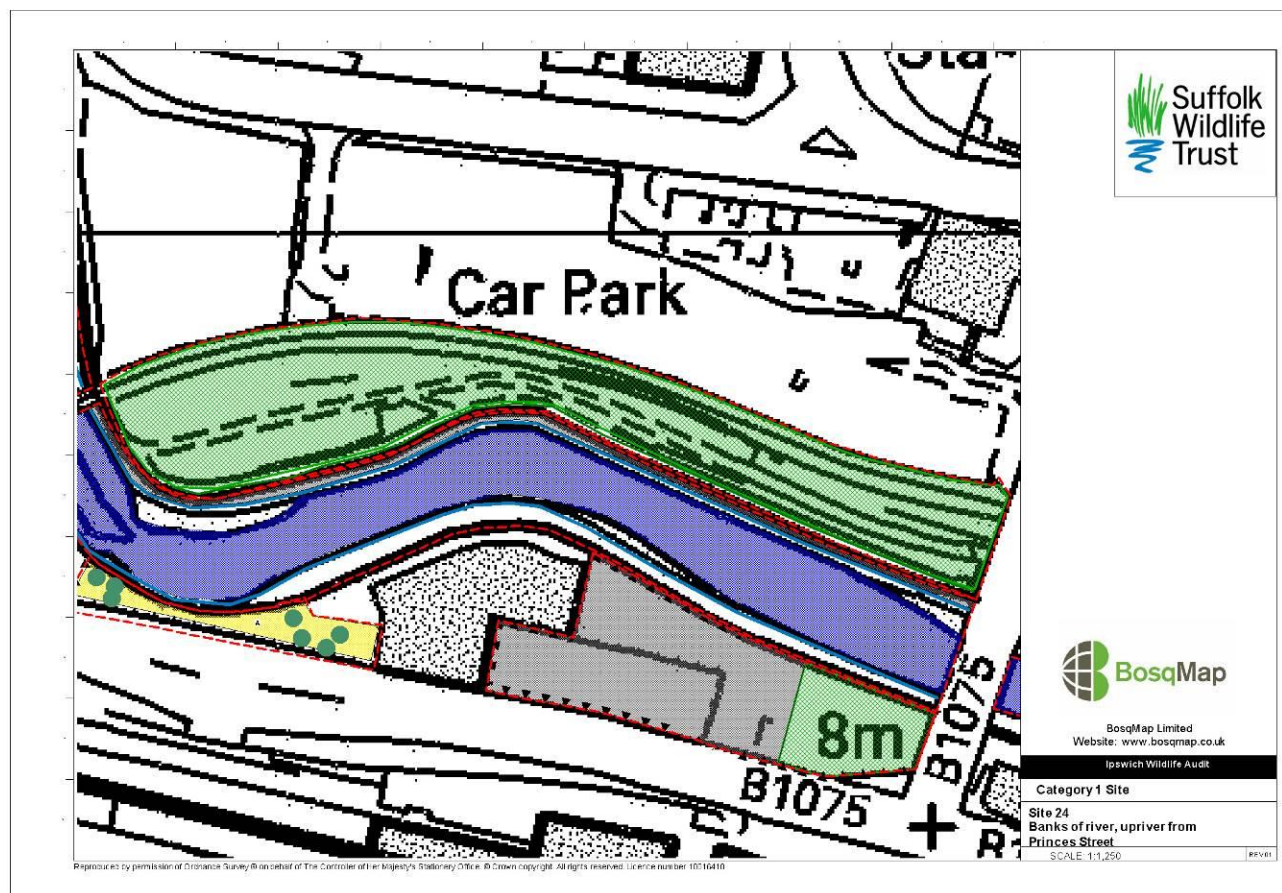 Sta
Car Park
8m
B1075
B1075
Suffolk
Wildlife
Trust
BosqMap
BosqMap Limited
Website: www.bosqmap.co.uk
Ipswich Wildlife Audit
Category 1 Site
Site 24
Banks of river, upriver from
Princes Street
SCALE: 1:1,250
REV 01
Reproduced by permission of Ordnance Survey ® on behalf of The Controller of Her Majesty's Stationery Office. © Crown copyright. All rights reserved. Licence number 10016410